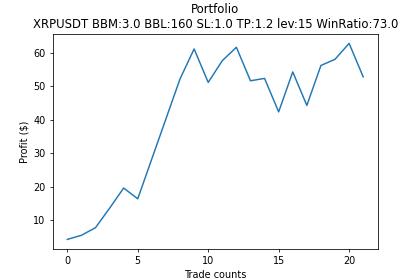 Portfolio
XRPUSDT BBM:3.0 BBL:160 SL:1.0 TP:1.2 lev:15 WinRatio:73.0
60
50
40
30
20
10
Profit ($)
0 5 10 15 20
Trade counts